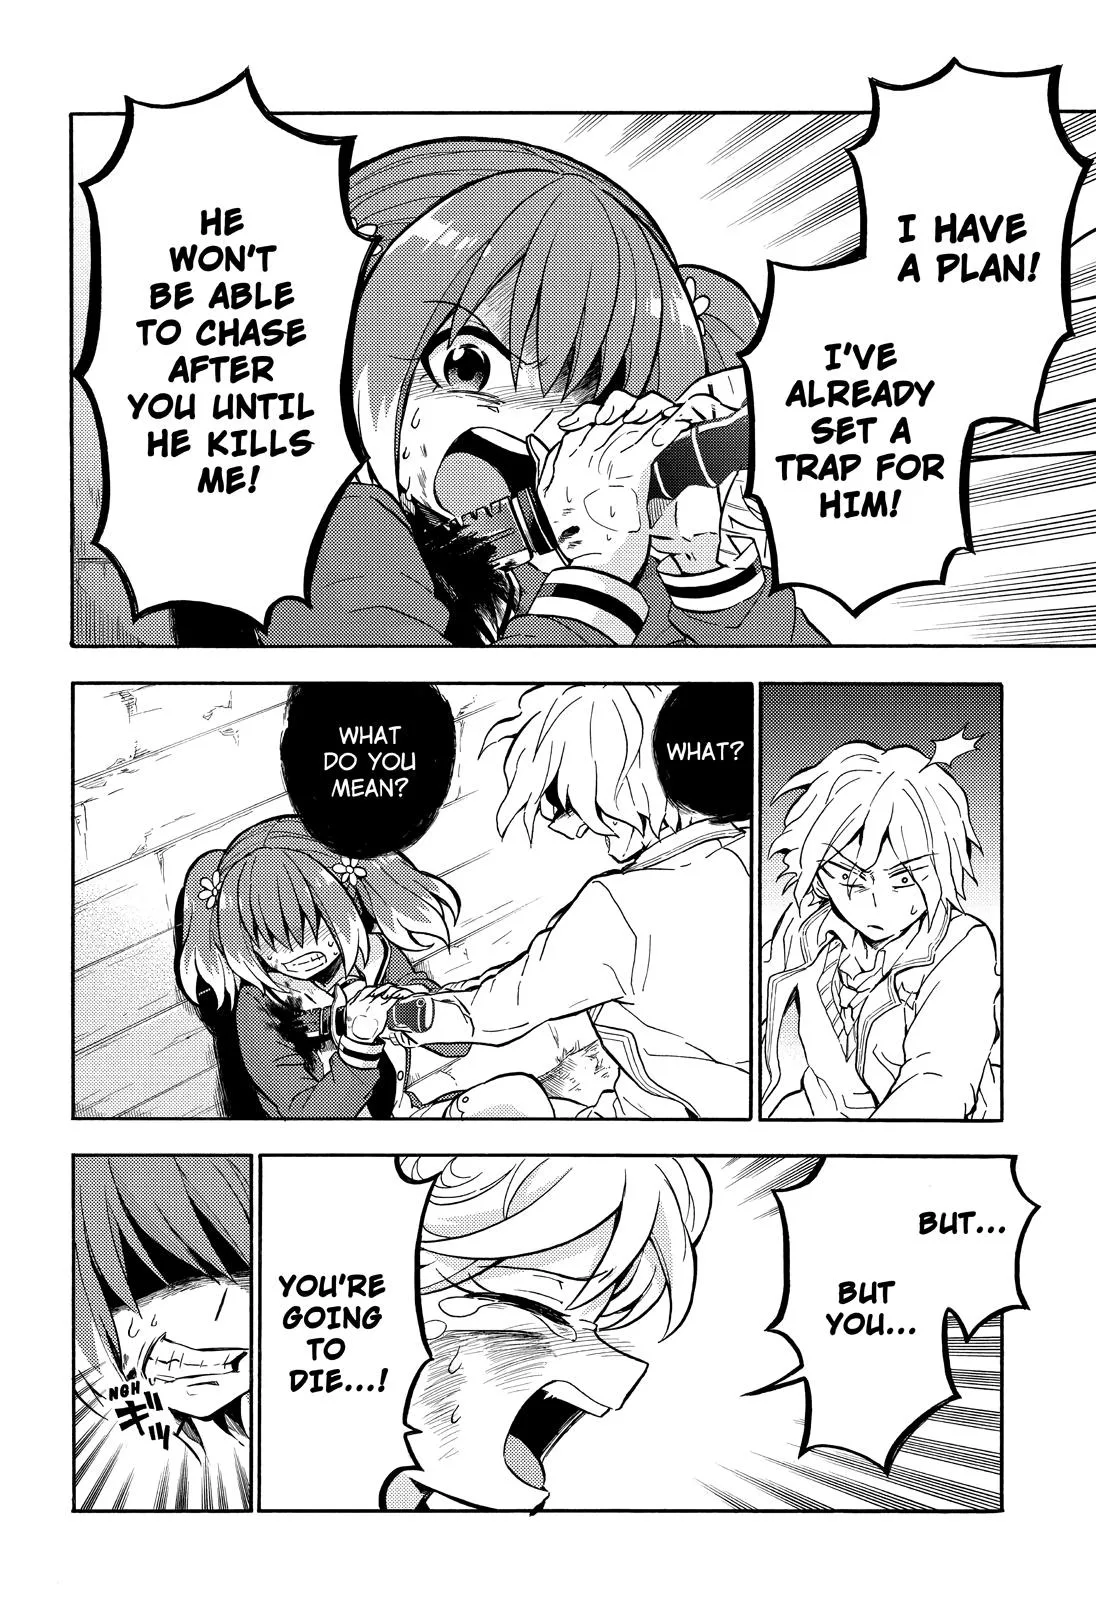 I HAVE
A PLAN!
I'VE
ALREADY
SET A
TRAP FOR
HIM!
HE
WON'T
BE ABLE
TO CHASE
AFTER
YOU UNTIL
HE KILLS
ME!
WHAT?
WHAT
DO YOU
MEAN?
BUT...
BUT
YOU...
YOU'RE
GOING
TO
DIE...!
NGH
ギッ